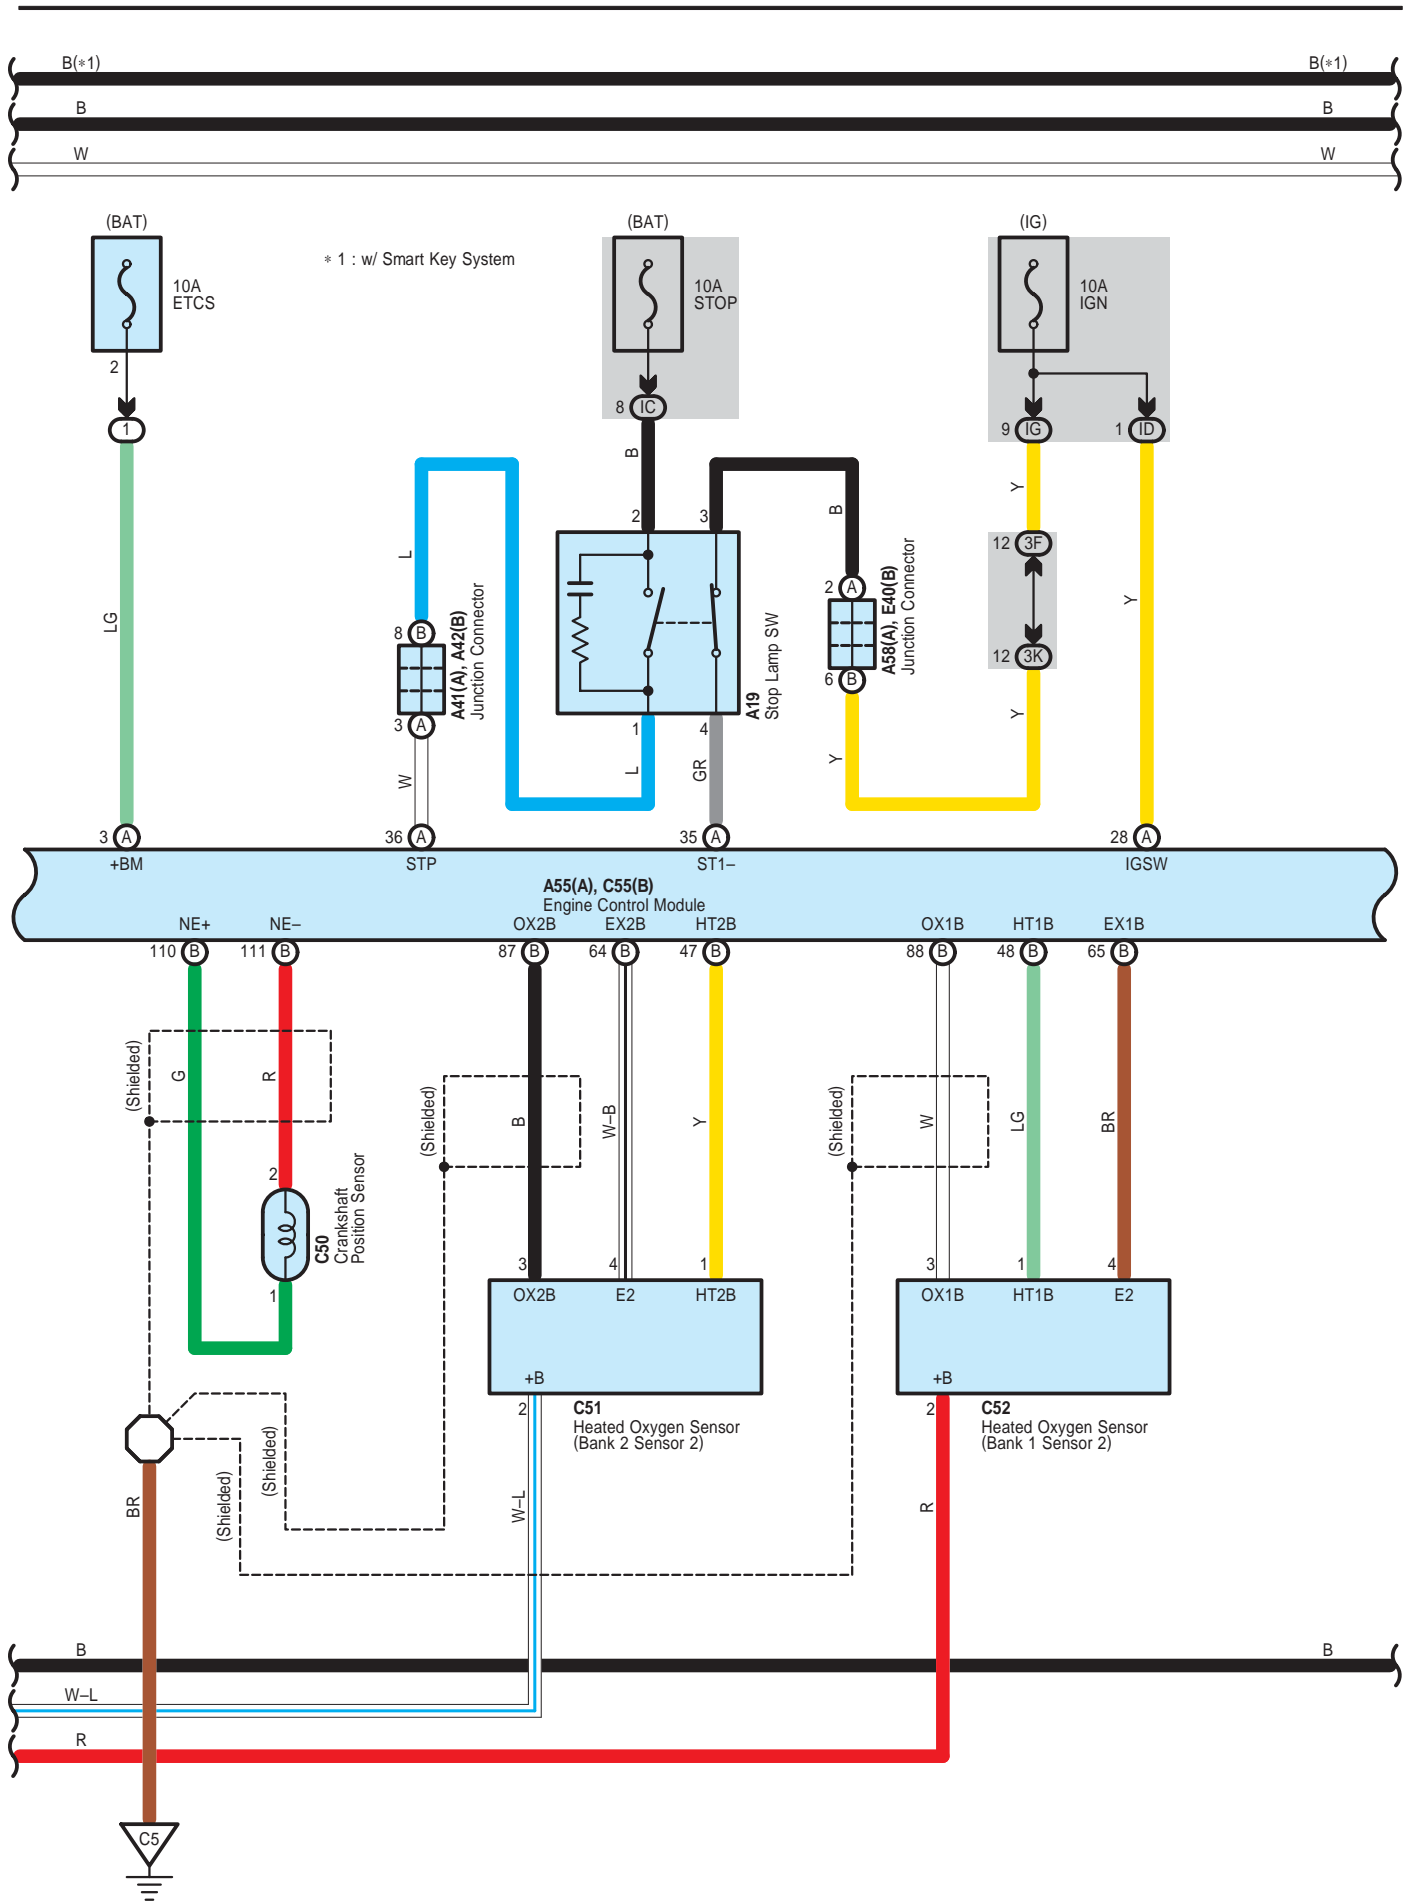 B(∗1) B(∗1)
B B
W W
(BAT) (BAT) (IG)
∗ 1 : w/ Smart Key System
10A
ETCS
10A
STOP
10A
IGN
2
1
8 IC
9 IG 1 ID
B
Y
L
B
2 3
12 3F
2 A
LG
Y
8 B
A41(A), A42(B)
Junction Connector
A19
Stop Lamp SW
A58(A), E40(B)
Junction Connector
12 3K
6 B
3 A
1 4
W
L
GR
Y
Y
3 A 36 A 35 A 28 A
+BM STP ST1–  IGSW
A55(A), C55(B)
Engine Control Module
NE+ NE– OX2B EX2B HT2B OX1B HT1B EX1B
110 B 111 B 87 B 64 B 47 B 88 B 48 B 65 B
(Shielded)
G
R
(Shielded)
B
W–B
Y
(Shielded)
W
LG
BR
2
C50
Crankshaft
Position Sensor
1
3 4 1 3 1 4
OX2B E2 HT2B OX1B HT1B E2
+B +B
2 C51
Heated Oxygen Sensor
(Bank 2 Sensor 2)
2 C52
Heated Oxygen Sensor
(Bank 1 Sensor 2)
BR
(Shielded)
(Shielded)
W–L
R
B B
W–L
R
C5